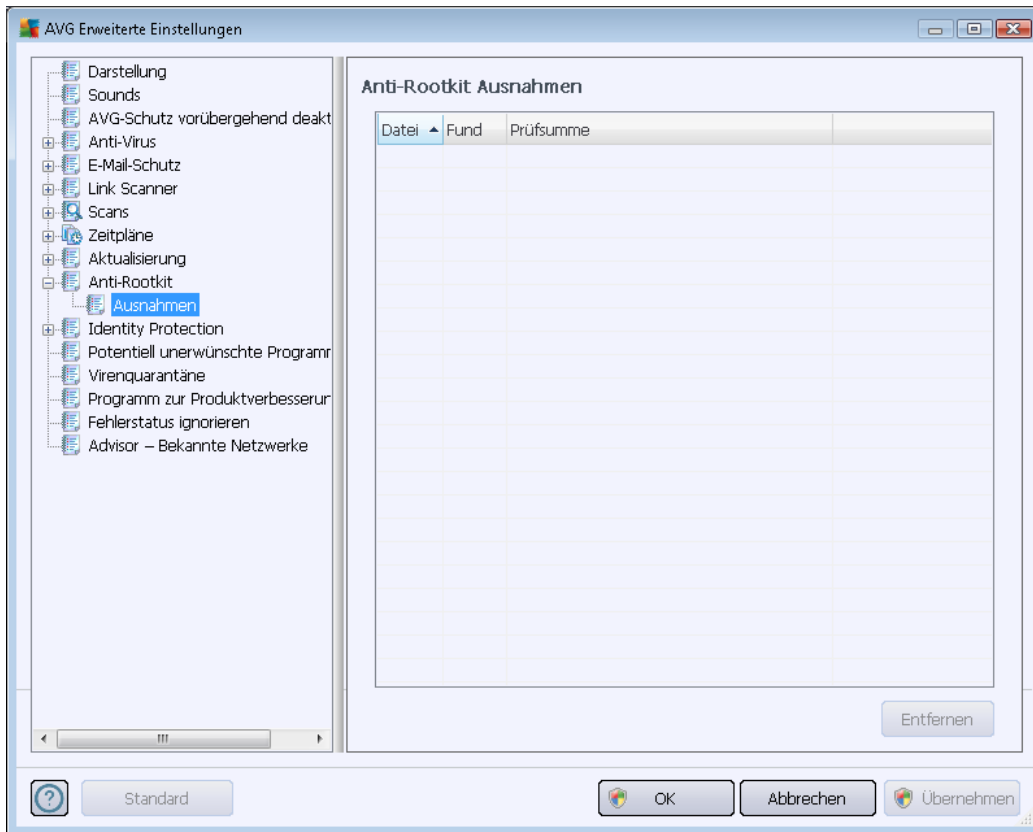 AVG Erweiterte Einstellungen
Darstellung
Sounds
AVG-Schutz vorübergehend deakt
Anti-Virus
E-Mail-Schutz
Link Scanner
Scans
Zeitpläne
Aktualisierung
Anti-Rootkit
Ausnahmen
Identity Protection
Potentiell unerwünschte Programr
Virenquarantäne
Programm zur Produktverbesserur
Fehlerstatus ignorieren
Advisor – Bekannte Netzwerke
Anti-Rootkit Ausnahmen
Datei Fund Prüfsumme
Entfernen
Standard OK Abbrechen Übernehmen